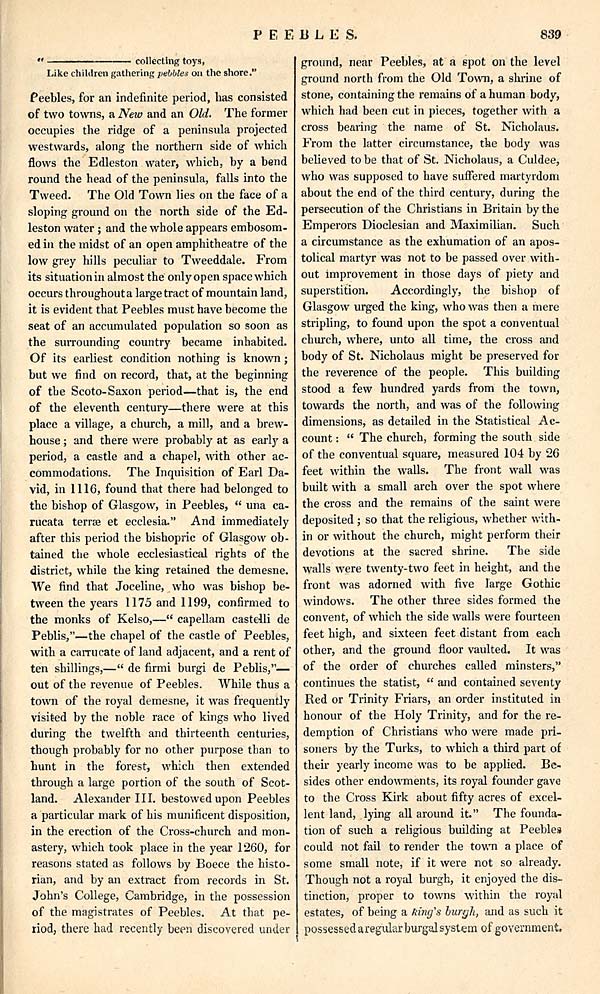 PEEBLES.
839
" ———————— collecting toys,
Like children gathering pebbles on the shore."
Peebles, for an indefinite period, has consisted
of two towns, a New and an Old. The former
occupies the ridge of a peninsula projected
westwards, along the northern side of which
flows the Edleston water, which, by a bend
round the head of the peninsula, falls into the
Tweed. The Old Town lies on the face of a
sloping ground on the north side of the Ed-
leston water; and the whole appears embosom-
ed in the midst of an open amphitheatre of the
low grey hills peculiar to Tweeddale. From
its situation in almost the only open space which
occurs throughout a large tract of mountain land,
it is evident that Peebles must have become the
seat of an accumulated population so soon as
the surrounding country became inhabited.
Of its earliest condition nothing is known;
but we find on record, that, at the beginning
of the Scoto-Saxon period—that is, the end
of the eleventh century—there were at this
place a village, a church, a mill, and a brew-
house; and there were probably at as early a
period, a castle and a chapel, with other ac-
commodations. The Inquisition of Earl Da-
vid, in 1116, found that there had belonged to
the bishop of Glasgow, in Peebles, " una ca-
rucata terræ et ecclesia." And immediately
after this period the bishopric of Glasgow ob-
tained the whole ecclesiastical rights of the
district, while the king retained the demesne.
We find that Joceline, who was bishop be-
tween the years 1175 and 1199, confirmed to
the monks of Kelso,—" capellam castelli de
Peblis,"—the chapel of the castle of Peebles,
with a carrucate of land adjacent, and a rent of
ten shillings,—" de firmi burgi de Peblis,"—
out of the revenue of Peebles. While thus a
town of the royal demesne, it was frequently
visited by the noble race of kings who lived
during the twelfth and thirteenth centuries,
though probably for no other purpose than to
hunt in the forest, which then extended
through a large portion of the south of Scot-
land. Alexander III. bestowed upon Peebles
a particular mark of his munificent disposition,
in the erection of the Cross-church and mon-
astery, which took place in the year 1260, for
reasons stated as follows by Boece the histo-
rian, and by an extract from records in St.
John's College, Cambridge, in the possession
of the magistrates of Peebles. At that pe-
riod, there had recently been discovered under
ground, near Peebles, at a spot on the level
ground north from the Old Town, a shrine of
stone, containing the remains of a human body,
which had been cut in pieces, together with a
cross bearing the name of St. Nicholaus.
From the latter circumstance, the body was
believed to be that of St. Nicholaus, a Culdee,
who was supposed to have suffered martyrdom
about the end of the third century, during the
persecution of the Christians in Britain by the
Emperors Dioclesian and Maximilian. Such
a circumstance as the exhumation of an apos-
tolical martyr was not to be passed over with-
out improvement in those days of piety and
superstition. Accordingly, the bishop of
Glasgow urged the king, who was then a mere
stripling, to found upon the spot a conventual
church, where, unto all time, the cross and
body of St. Nicholaus might be preserved for
the reverence of the people. This building
stood a few hundred yards from the town,
towards the north, and was of the following
dimensions, as detailed in the Statistical Ac-
count: " The church, forming the south side
of the conventual square, measured 104 by 26
feet within the walls. The front wall was
built with a small arch over the spot where
the cross and the remains of the saint were
deposited; so that the religious, whether with-
in or without the church, might perform their
devotions at the sacred shrine. The side
walls were twenty-two feet in height, and the
front was adorned with five large Gothic
windows. The other three sides formed the
convent, of which the side walls were fourteen
feet high, and sixteen feet distant from each
other, and the ground floor vaulted. It was
of the order of churches called minsters,"
continues the statist, " and contained seventy
Red or Trinity Friars, an order instituted in
honour of the Holy Trinity, and for the re-
demption of Christians who were made pri-
soners by the Turks, to which a third part of
their yearly income was to be applied. Be-
sides other endowments, its royal founder gave
to the Cross Kirk about fifty acres of excel-
lent land, lying all around it." The founda-
tion of such a religious building at Peebles
could not fail to render the town a place of
some small note, if it were not so already.
Though not a royal burgh, it enjoyed the dis-
tinction, proper to towns within the royal
estates, of being a king's burgh, and as such it
possessed a regular burgal system of government.